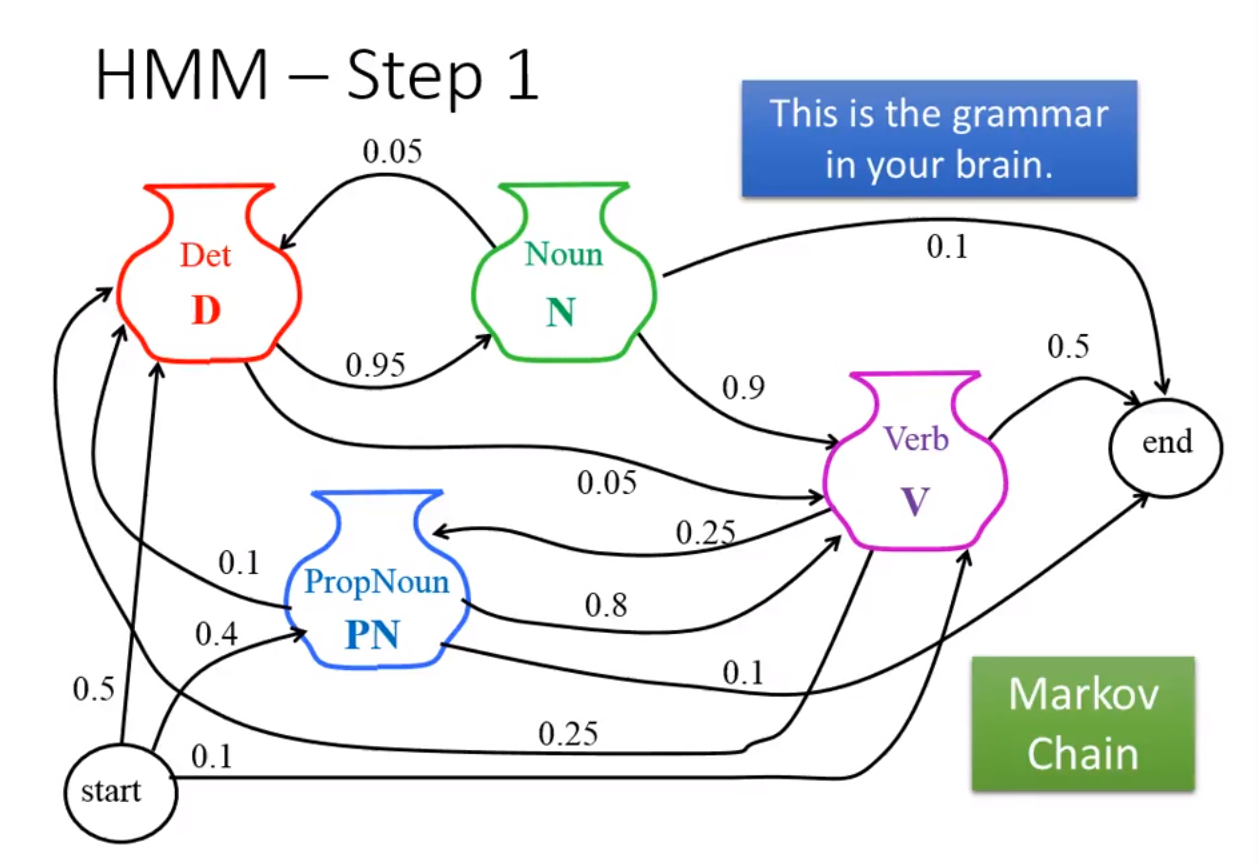 HMM – Step 1
This is the grammar
in your brain.
0.05
Det
D
Noun
N
0.1
0.95
0.9
0.5
Verb
V
end
0.05
0.25
0.1
PropNoun
PN
0.8
0.4
0.1
0.5
0.25
0.1
start
Markov
Chain